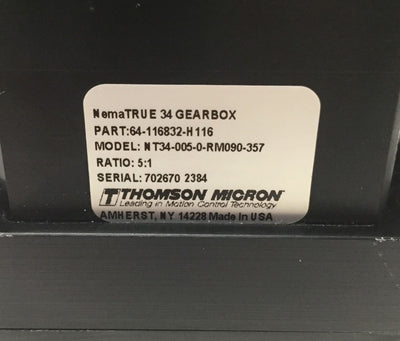 NemaTRUE 34 GEARBOX
PART:64-116832-H116
MODEL: NT34-005-0-RM090-357
RATIO: 5:1
SERIAL: 702670 2384
THOMSON MICRON
Leading in Motion Control Technology
AMHERST, NY 14228 Made In USA